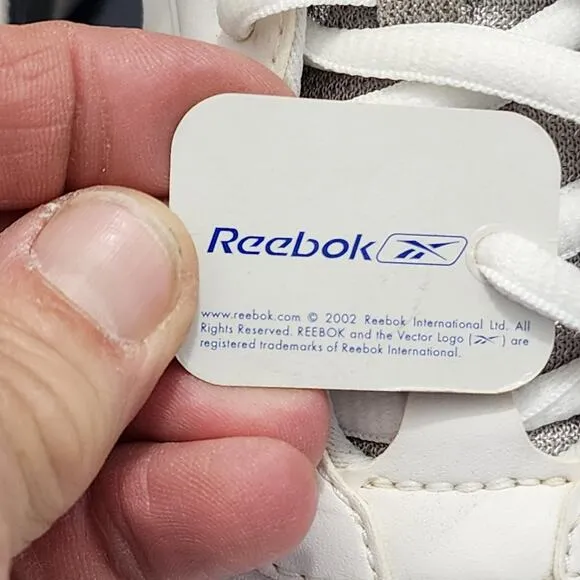 Reebok
www.reebok.com © 2002 Reebok International Ltd. All
Rights Reserved. REEBOK and the Vector Logo ( ) are
registered trademarks of Reebok International.